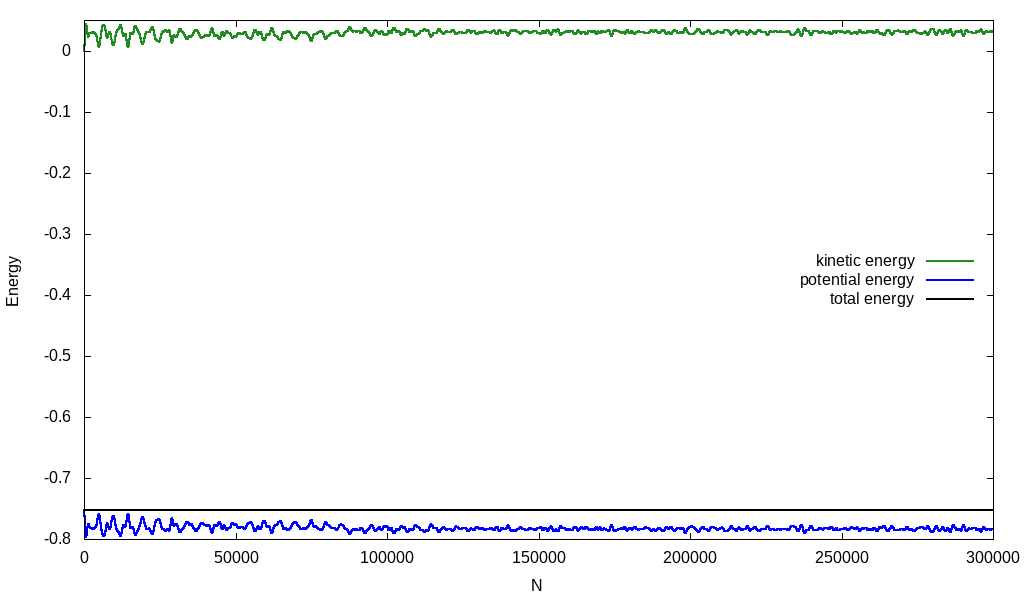 0
-0.1
-0.2
-0.3
-0.4
-0.5
-0.6
-0.7
-0.8
Energy
kinetic energy
potential energy
total energy
0 50000 100000 150000 200000 250000 300000
N